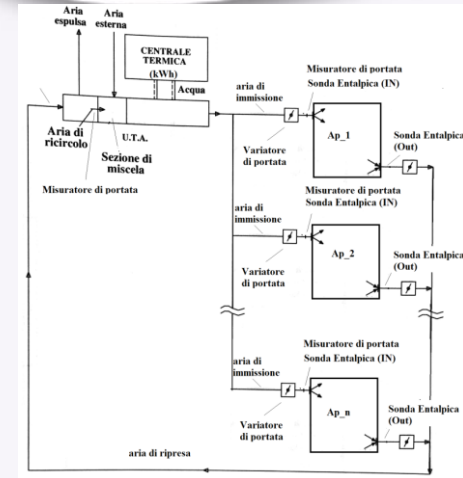 Aria
espulsa
Aria
esterna
CENTRALE
TERMICA
(kWh)
Acqua
Aria di
ricircolo
U.T.A.
Sezione di
miscela
Misuratore di portata
aria di
immissione
Misuratore di portata
Sonda Entalpica (IN)
Ap_1
Variatore
di portata
Sonda Entalpica
(Out)
aria di
immissione
Misuratore di portata
Sonda Entalpica (IN)
Ap_2
Variatore
di portata
Sonda Entalpica
(Out)
aria di
immissione
Misuratore di portata
Sonda Entalpica (IN)
Ap_n
Variatore
di portata
Sonda Entalpica
(Out)
aria di ripresa